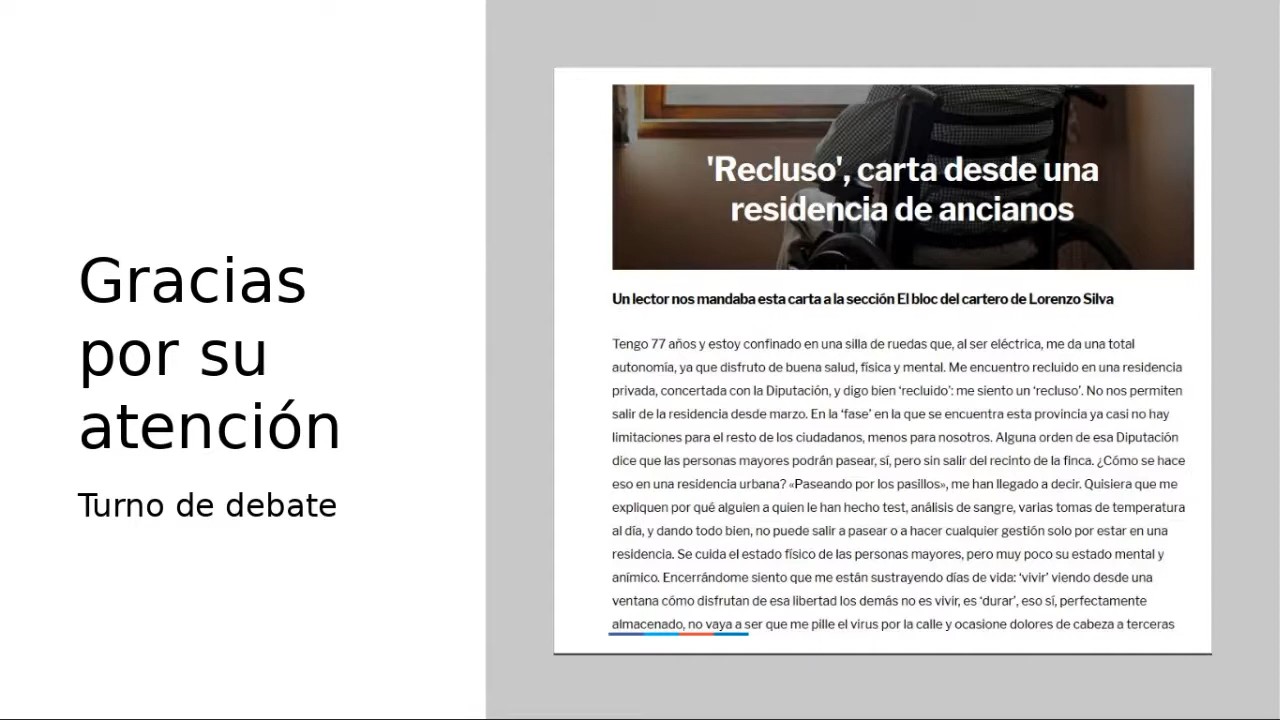 Gracias
por su
atención
Turno de debate
'Recluso', carta desde una
residencia de ancianos
Un lector nos mandaba esta carta a la sección El bloc del cartero de Lorenzo Silva
Tengo 77 años y estoy confinado en una silla de ruedas que, al ser eléctrica, me da una total
autonomía, ya que disfruto de buena salud, física y mental. Me encuentro recluido en una residencia
privada, concertada con la Diputación, y digo bien ‘recluido’: me siento un ‘recluso’. No nos permiten
salir de la residencia desde marzo. En la ‘fase’ en la que se encuentra esta provincia ya casi no hay
limitaciones para el resto de los ciudadanos, menos para nosotros. Alguna orden de esa Diputación
dice que las personas mayores podrán pasear, sí, pero sin salir del recinto de la finca. ¿Cómo se hace
eso en una residencia urbana? «Paseando por los pasillos», me han llegado a decir. Quisiera que me
expliquen por qué alguien a quien le han hecho test, análisis de sangre, varias tomas de temperatura
al día, y dando todo bien, no puede salir a pasear o a hacer cualquier gestión solo por estar en una
residencia. Se cuida el estado físico de las personas mayores, pero muy poco su estado mental y
anímico. Encerrándome siento que me están sustrayendo días de vida: ‘vivir’ viendo desde una
ventana cómo disfrutan de esa libertad los demás no es vivir, es ‘durar’, eso sí, perfectamente
almacenado, no vaya a ser que me pille el virus por la calle y ocasione dolores de cabeza a terceras